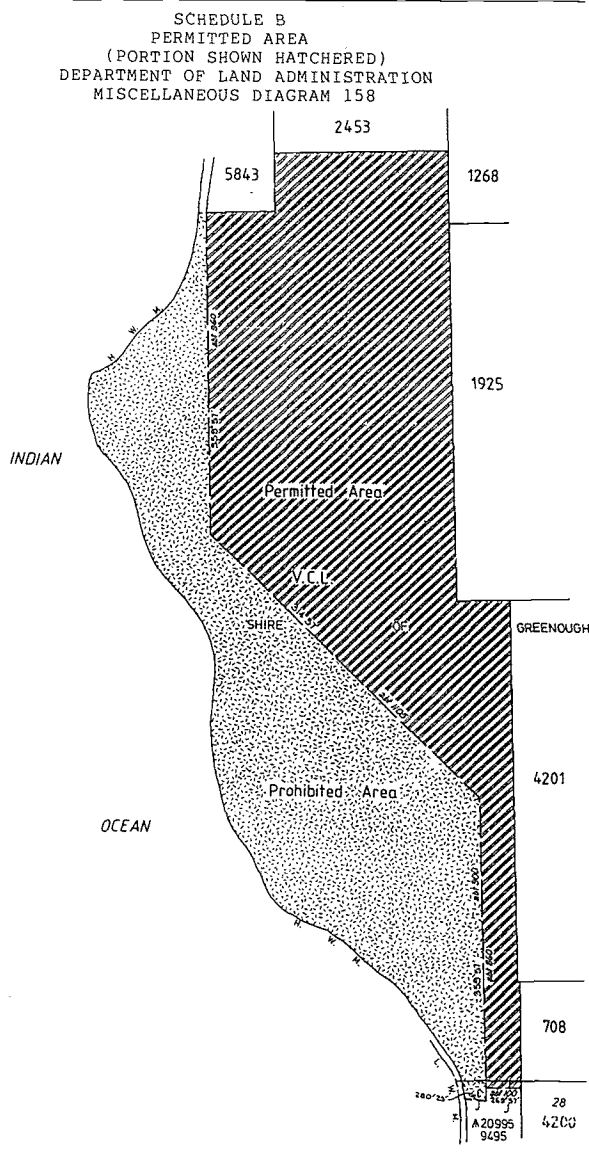 SCHEDULE B
PERMITTED AREA
(PORTION SHOWN HATCHERED)
DEPARTMENT OF LAND ADMINISTRATION
MISCELLANEOUS DIAGRAM 158
2453
5843
1268
H. W. M.
1925
INDIAN
Permitted Area
V.C.L.
SHIRE OF GREENOUGH
4201
Prohibited Area
OCEAN
H. W. M.
708
L. W. M.
28
4200
20995
9495